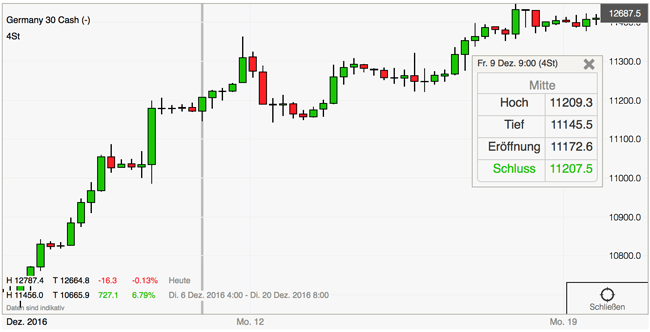 Germany 30 Cash (-)
4St
12687.5
11400.0
11300.0
11200.0
11100.0
11000.0
10900.0
10800.0
Fr. 9 Dez. 9:00 (4St)
Mitte
Hoch 11209.3
Tief 11145.5
Eröffnung 11172.6
Schluss 11207.5
H 12787.4 T 12664.8 -16.3 -0.13% Heute
H 11456.0 T 10665.9 727.1 6.79% Di. 6 Dez. 2016 4:00 - Di. 20 Dez. 2016 8:00
Daten sind indikativ
Schließen
Dez. 2016 Mo. 12 Mo. 19